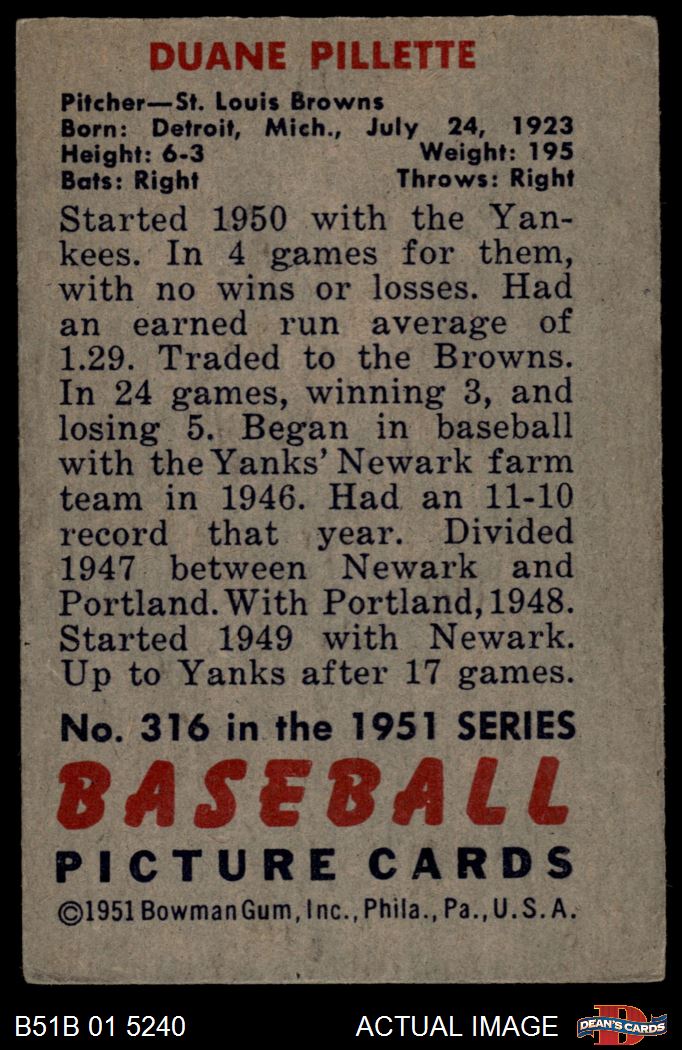 DUANE PILLETTE
Pitcher—St. Louis Browns
Born: Detroit, Mich., July 24, 1923
Height: 6-3 Weight: 195
Bats: Right Throws: Right
Started 1950 with the Yan-
kees. In 4 games for them,
with no wins or losses. Had
an earned run average of
1.29. Traded to the Browns.
In 24 games, winning 3, and
losing 5. Began in baseball
with the Yanks' Newark farm
team in 1946. Had an 11-10
record that year. Divided
1947 between Newark and
Portland. With Portland, 1948.
Started 1949 with Newark.
Up to Yanks after 17 games.
No. 316 in the 1951 SERIES
BASEBALL
PICTURE CARDS
©1951 Bowman Gum, Inc., Phila., Pa., U.S.A.
B51B 01 5240 ACTUAL IMAGE D DEAN'S CARDS